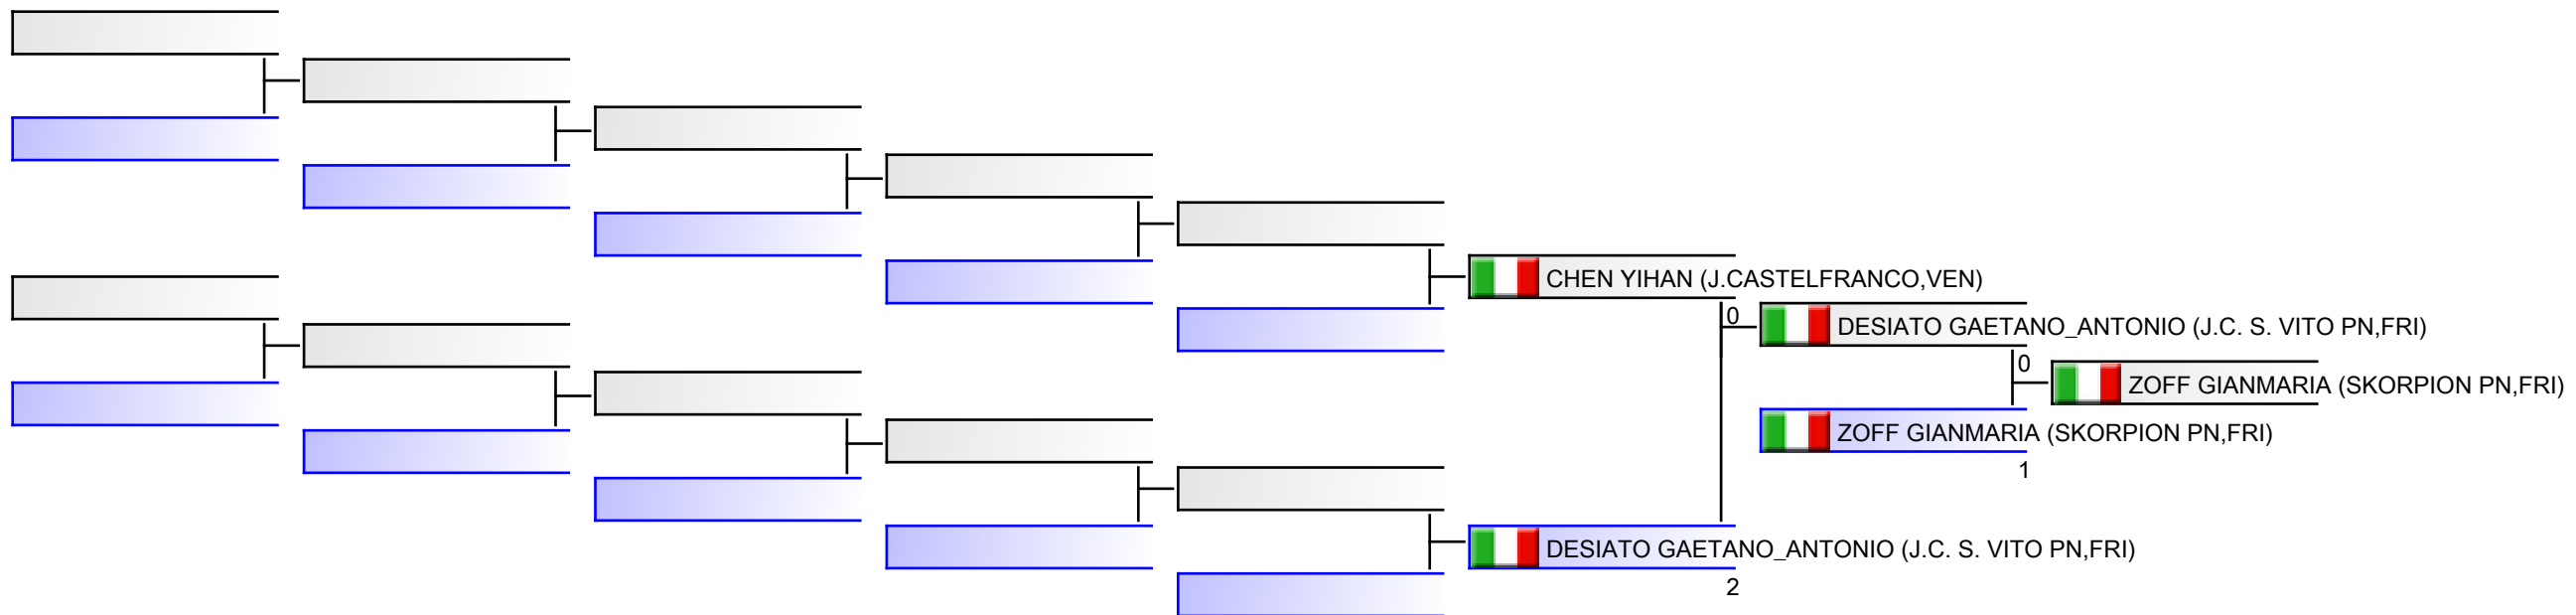 CHEN YIHAN (J.CASTELFRANCO,VEN)
0
DESIATO GAETANO_ANTONIO (J.C. S. VITO PN,FRI)
0
ZOFF GIANMARIA (SKORPION PN,FRI)
ZOFF GIANMARIA (SKORPION PN,FRI)
1
DESIATO GAETANO_ANTONIO (J.C. S. VITO PN,FRI)
2